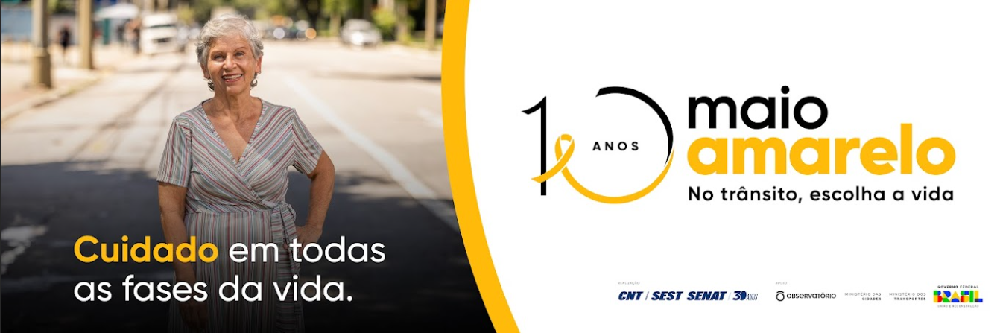 Cuidado em todas
as fases da vida.
10 ANOS
maio
amarelo
No trânsito, escolha a vida
REALIZAÇÃO
CNT SEST SENAT 30 ANOS
APOIO
OBSERVATÓRIO
MINISTÉRIO DAS
CIDADES
MINISTÉRIO DOS
TRANSPORTES
GOVERNO FEDERAL
BRASIL
UNIÃO E RECONSTRUÇÃO